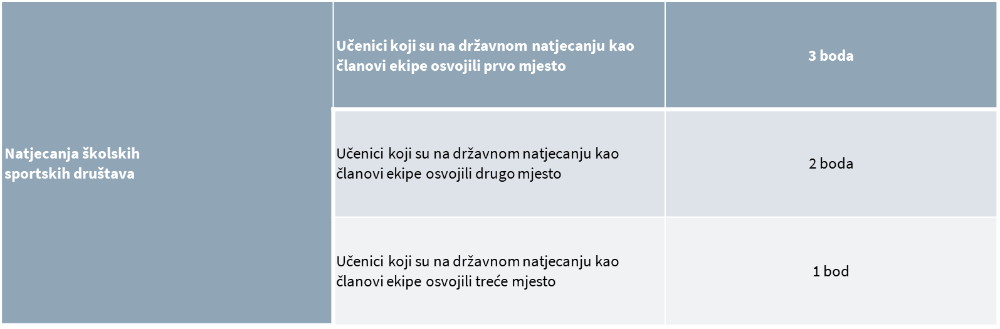 Učenici koji su na državnom natjecanju kao
članovi ekipe osvojili prvo mjesto
3 boda
Natjecanja školskih
sportskih društava
Učenici koji su na državnom natjecanju kao
članovi ekipe osvojili drugo mjesto
2 boda
Učenici koji su na državnom natjecanju kao
članovi ekipe osvojili treće mjesto
1 bod